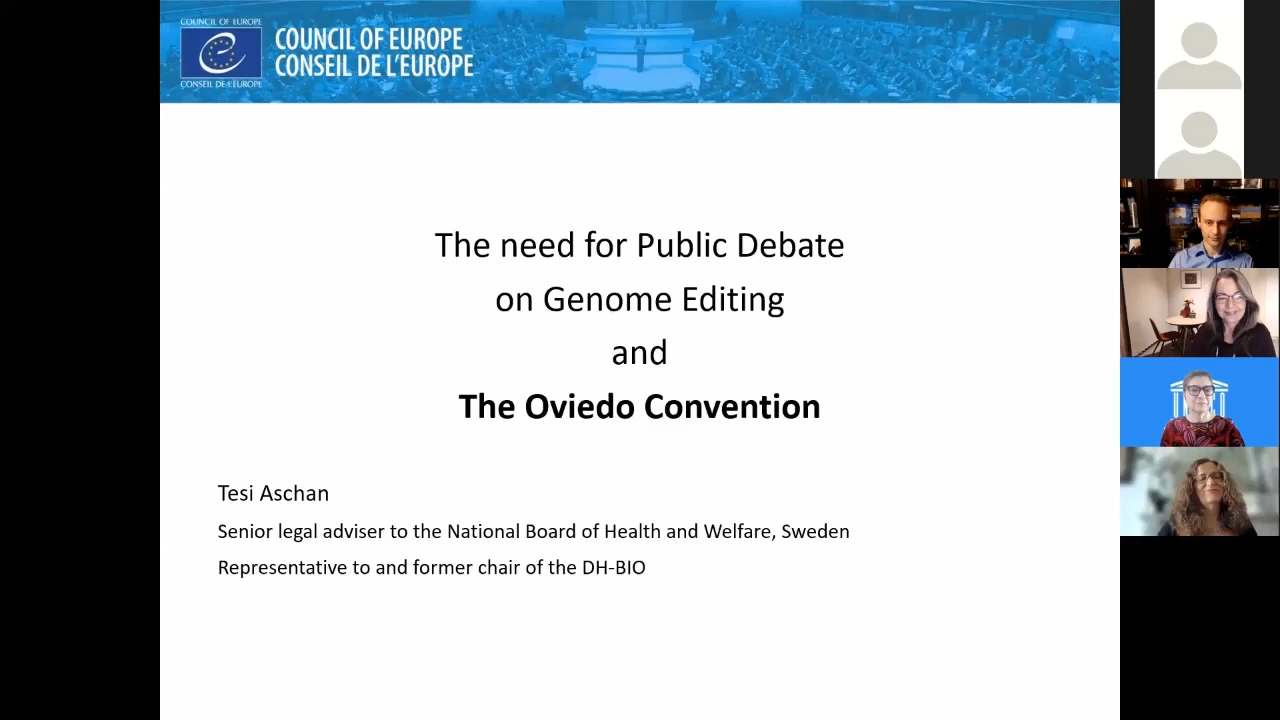 COUNCIL OF EUROPE
COUNCIL OF EUROPE
CONSEIL DE L'EUROPE
CONSEIL DE L'EUROPE
The need for Public Debate
on Genome Editing
and
The Oviedo Convention
Tesi Aschan
Senior legal adviser to the National Board of Health and Welfare, Sweden
Representative to and former chair of the DH-BIO